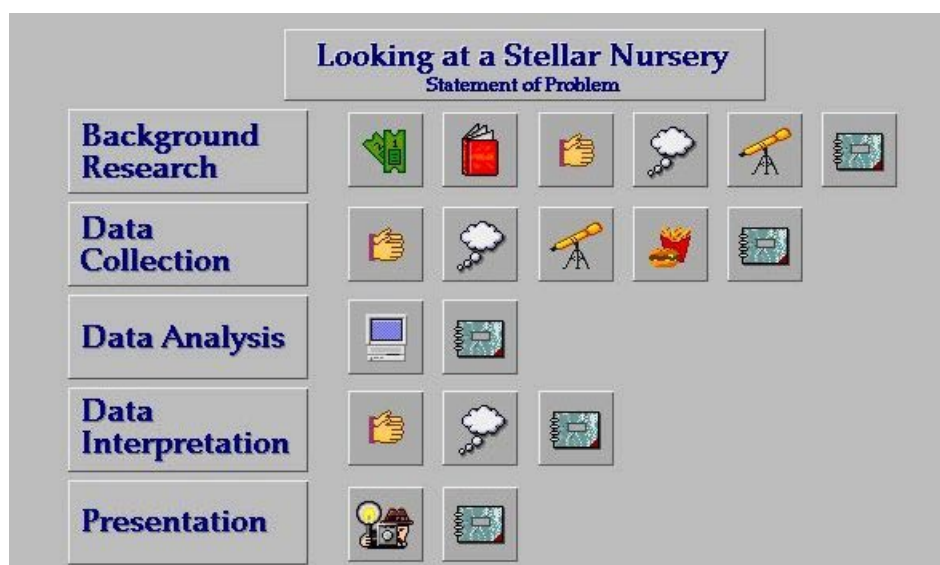 Looking at a Stellar Nursery
Statement of Problem
Background
Research
Data
Collection
Data Analysis
Data
Interpretation
Presentation